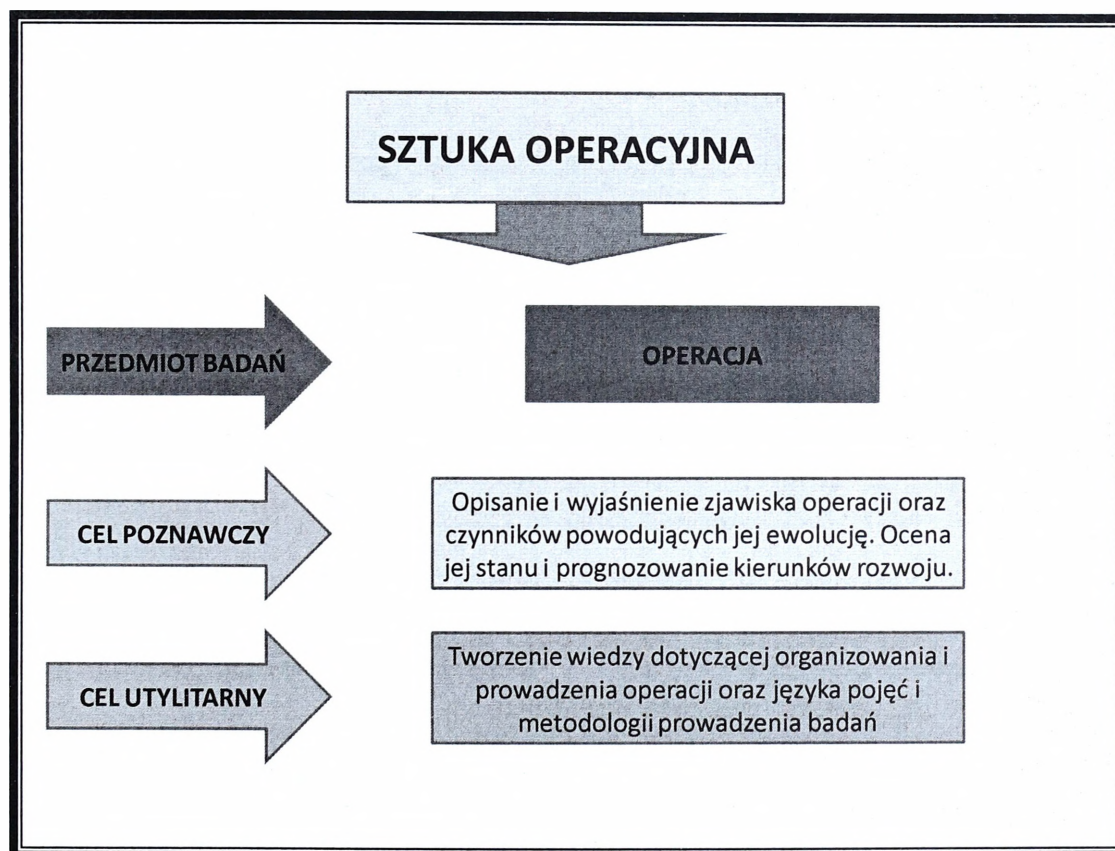 SZTUKA OPERACYJNA
PRZEDMIOT BADAŃ
OPERACJA
CEL POZNAWCZY
Opisanie i wyjaśnienie zjawiska operacji oraz
czynników powodujących jej ewolucję. Ocena
jej stanu i prognozowanie kierunków rozwoju.
CEL UTYLITARNY
Tworzenie wiedzy dotyczącej organizowania i
prowadzenia operacji oraz języka pojęć i
metodologii prowadzenia badań